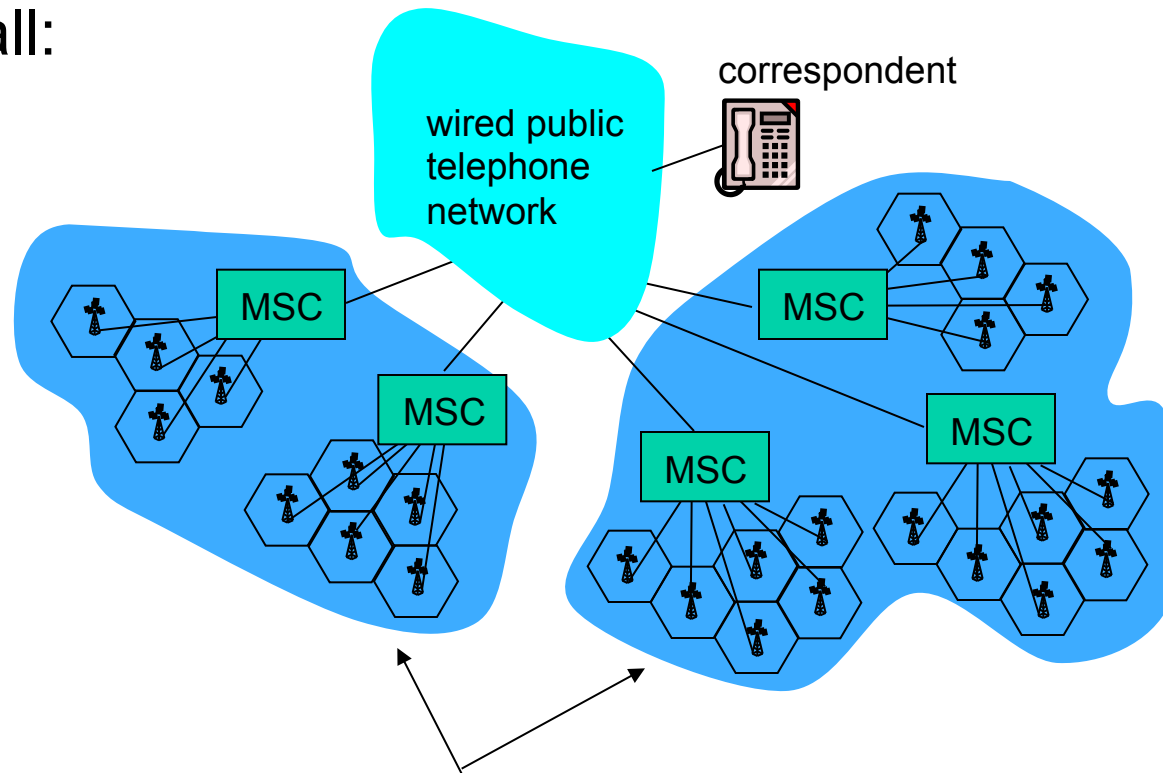 all:
correspondent
wired public
telephone
network
MSC
MSC
MSC
MSC
MSC